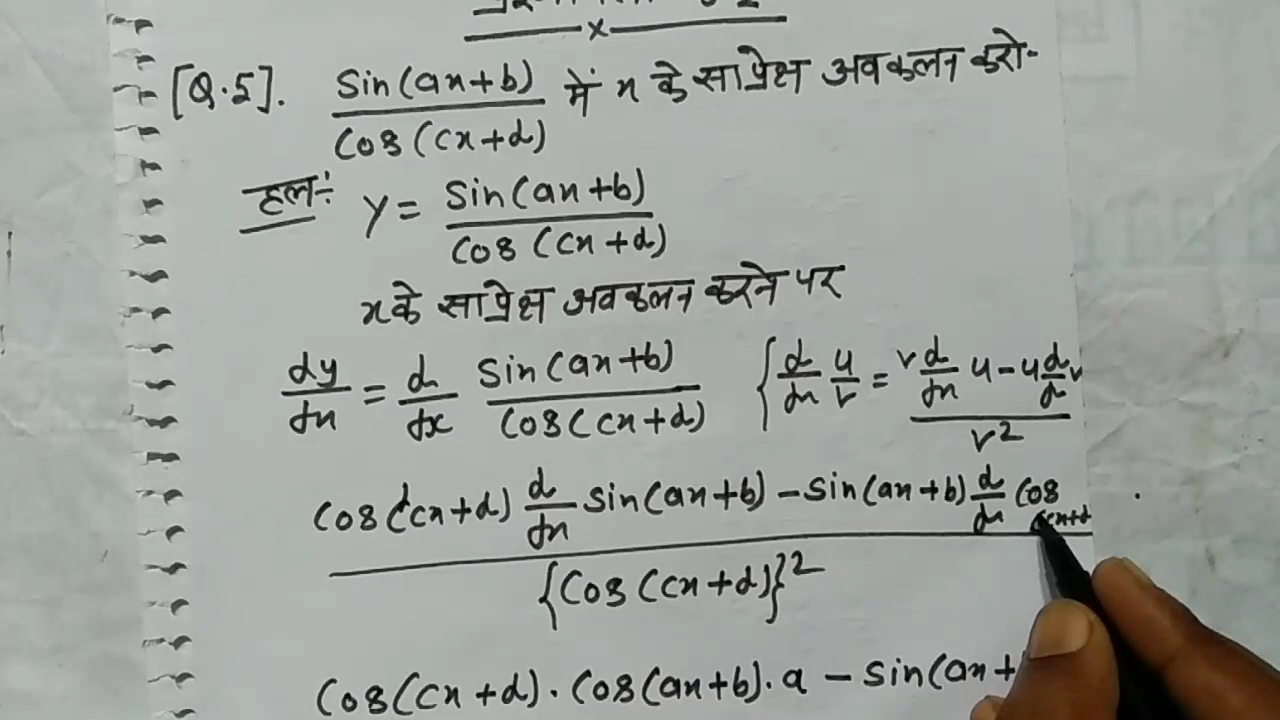 [Q.5]. Sin(ax+b) / Cos(cx+d) में x के साप्रेक्ष अवकलन करो-
हल÷ y = Sin(ax+b) / Cos(cx+d)
x के साप्रेक्ष अवकलन करने पर
dy/dx = d/dx Sin(ax+b) / Cos(cx+d) { d/dx u/v = v d/dx u - u d/dx v / v²
Cos(cx+d) d/dx Sin(ax+b) - Sin(ax+b) d/dx Cos cx+d
{Cos(cx+d)}²
Cos(cx+d) . Cos(ax+b) . a - Sin(ax+